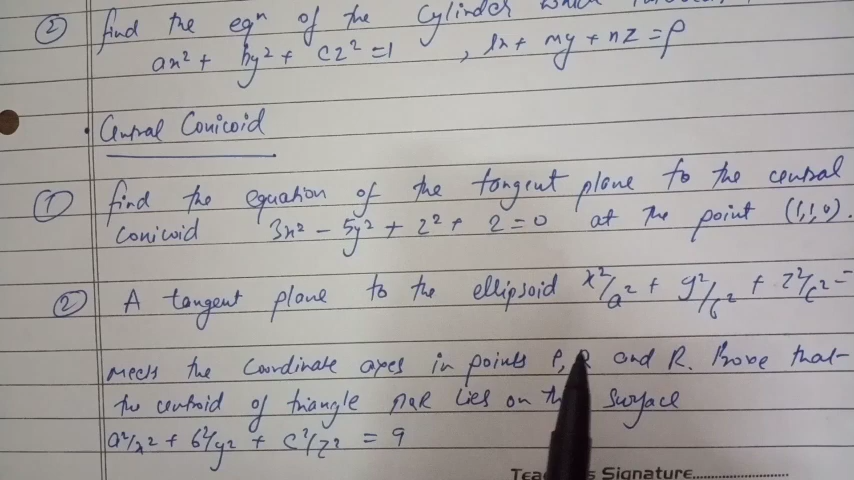 ② find the eqn of the Cylinder which
ax² + by² + cz² = 1 , lx + my + nz = p
• Central Conicoid
① find the equation of the tangent plane to the central
conicoid 3x² - 5y² + z² + 2 = 0 at the point (1,1,0).
② A tangent plane to the ellipsoid x²/a² + y²/b² + z²/c² =
meets the Coordinate axes in points P, and R. Prove that
the centroid of triangle PQR lies on the surface
a²/x² + b²/y² + c²/z² = 9
Signature